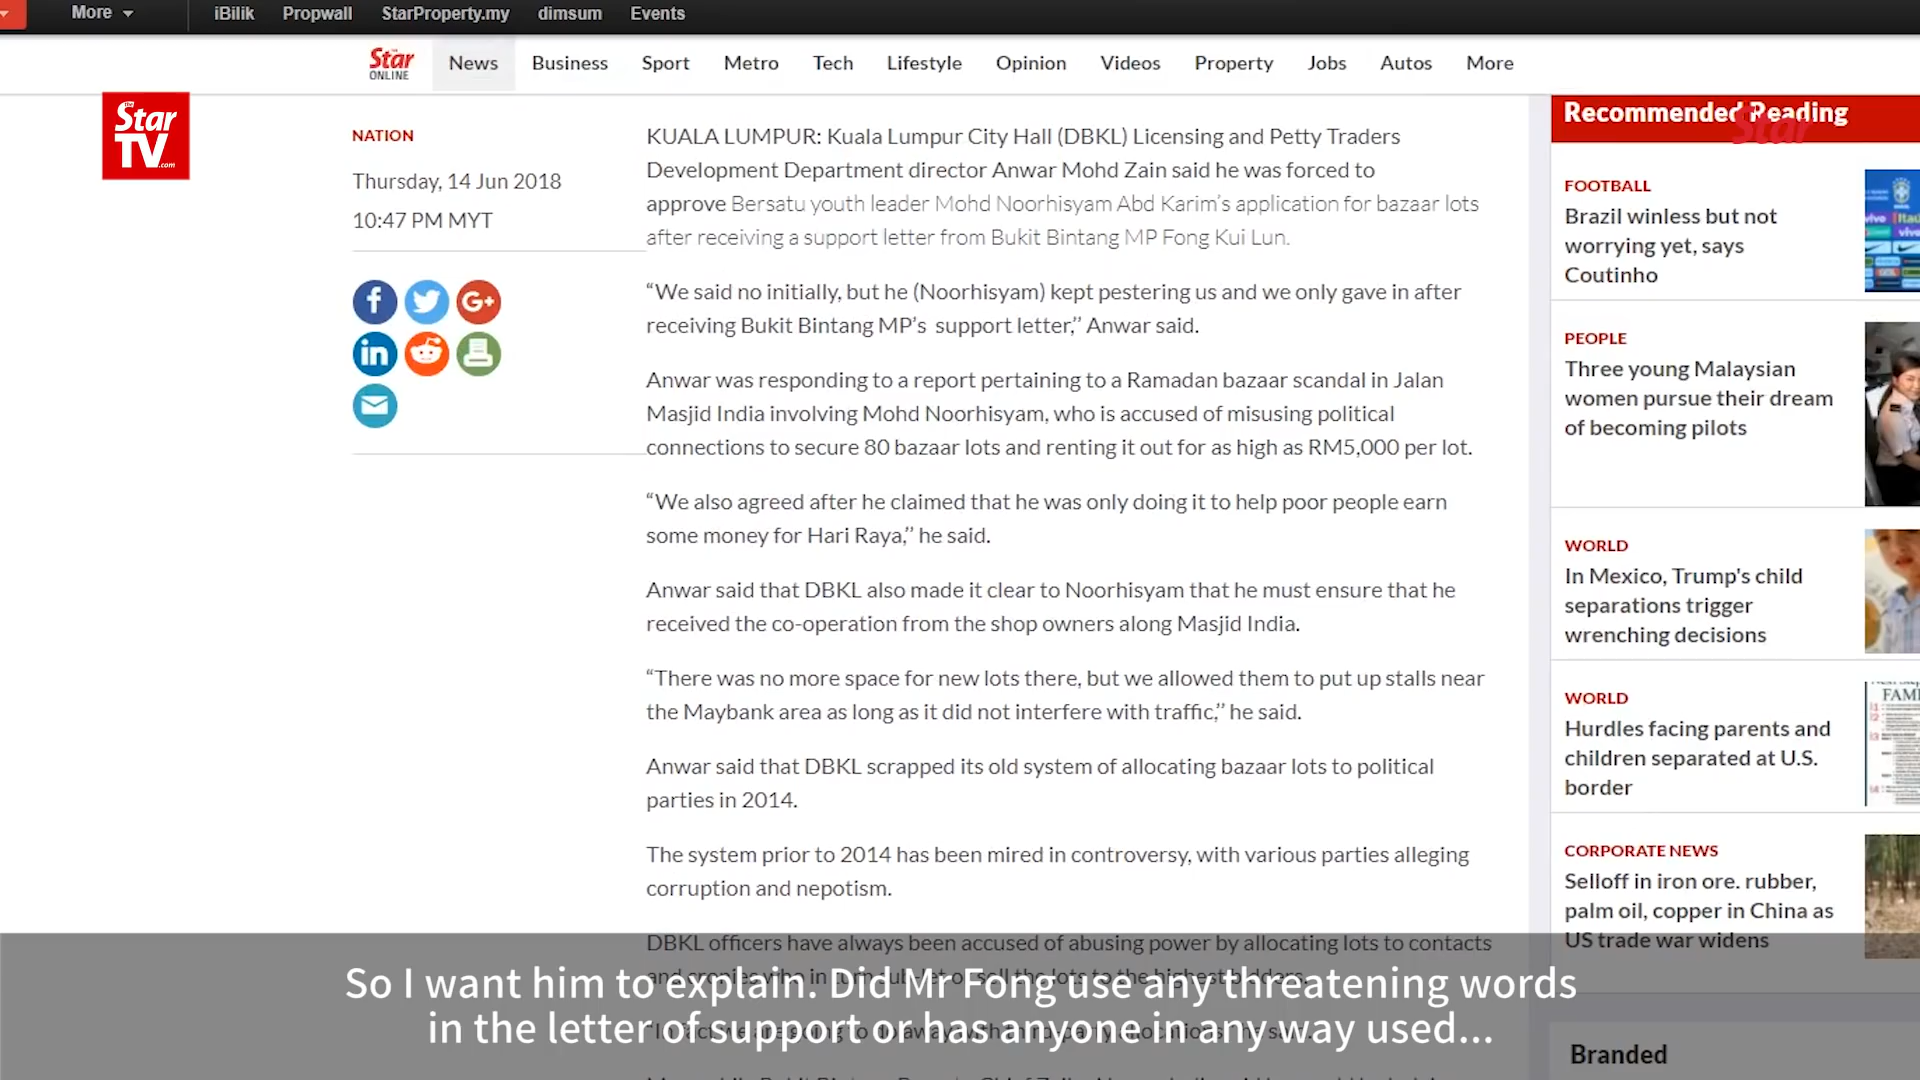 More
iBilik
Propwall
StarProperty.my
dimsum
Events
The Star ONLINE
News
Business
Sport
Metro
Tech
Lifestyle
Opinion
Videos
Property
Jobs
Autos
More
The Star TV.com
NATION
Thursday, 14 Jun 2018
10:47 PM MYT
KUALA LUMPUR: Kuala Lumpur City Hall (DBKL) Licensing and Petty Traders
Development Department director Anwar Mohd Zain said he was forced to
approve Bersatu youth leader Mohd Noorhisyam Abd Karim’s application for bazaar lots
after receiving a support letter from Bukit Bintang MP Fong Kui Lun.
“We said no initially, but he (Noorhisyam) kept pestering us and we only gave in after
receiving Bukit Bintang MP’s support letter,’’ Anwar said.
Anwar was responding to a report pertaining to a Ramadan bazaar scandal in Jalan
Masjid India involving Mohd Noorhisyam, who is accused of misusing political
connections to secure 80 bazaar lots and renting it out for as high as RM5,000 per lot.
“We also agreed after he claimed that he was only doing it to help poor people earn
some money for Hari Raya,’’ he said.
Anwar said that DBKL also made it clear to Noorhisyam that he must ensure that he
received the co-operation from the shop owners along Masjid India.
“There was no more space for new lots there, but we allowed them to put up stalls near
the Maybank area as long as it did not interfere with traffic,’’ he said.
Anwar said that DBKL scrapped its old system of allocating bazaar lots to political
parties in 2014.
The system prior to 2014 has been mired in controversy, with various parties alleging
corruption and nepotism.
DBKL officers have always been accused of abusing power by allocating lots to contacts
Recommended Reading
Star
FOOTBALL
Brazil winless but not
worrying yet, says
Coutinho
PEOPLE
Three young Malaysian
women pursue their dream
of becoming pilots
WORLD
In Mexico, Trump's child
separations trigger
wrenching decisions
WORLD
Hurdles facing parents and
children separated at U.S.
border
CORPORATE NEWS
Selloff in iron ore. rubber,
palm oil, copper in China as
US trade war widens
Branded
So I want him to explain. Did Mr Fong use any threatening words
in the letter of support or has anyone in any way used...